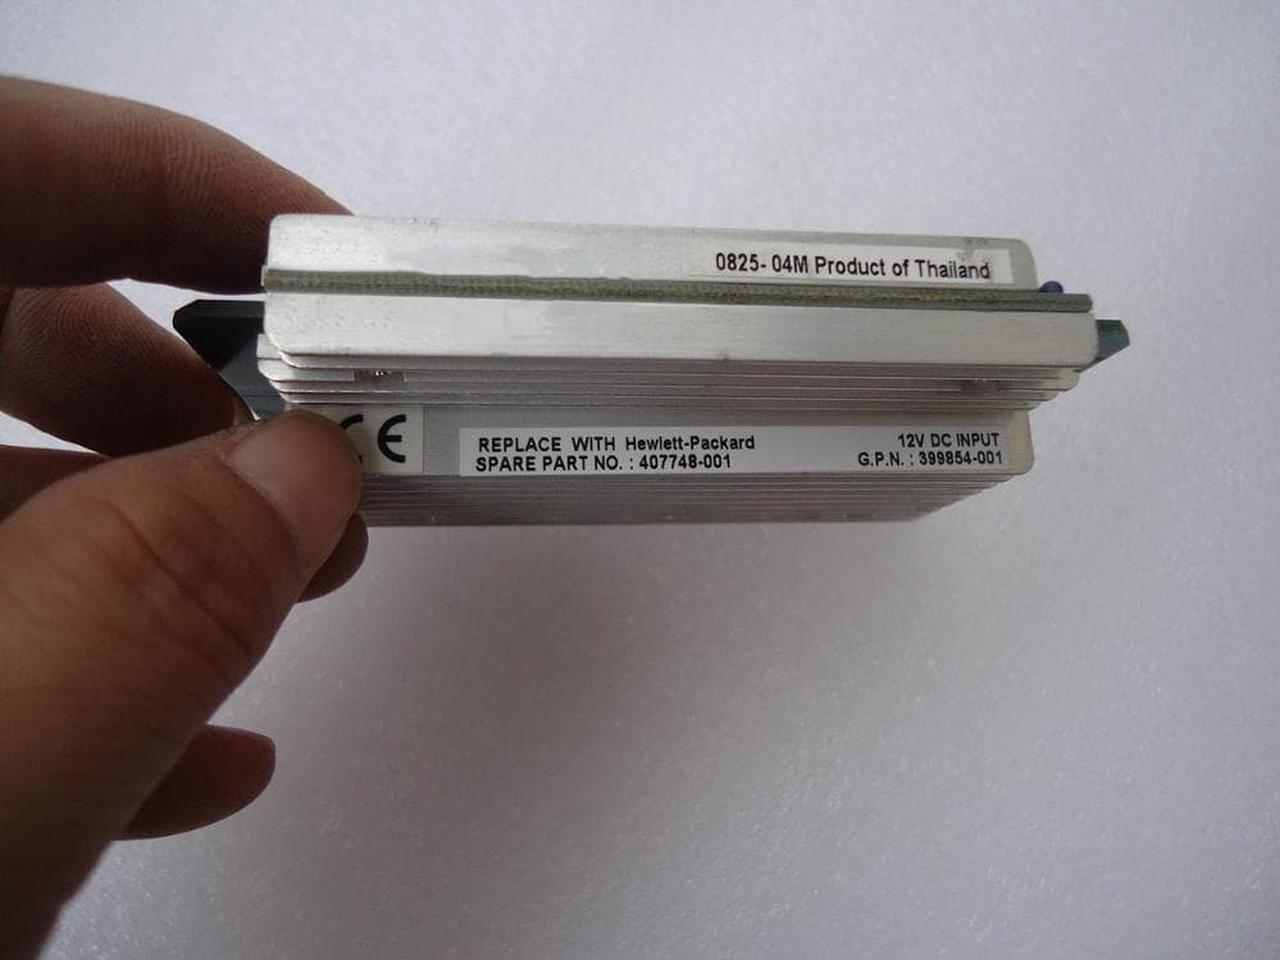 0825- 04M Product of Thailand
CE
REPLACE WITH Hewlett-Packard
SPARE PART NO. : 407748-001
12V DC INPUT
G.P.N. : 399854-001